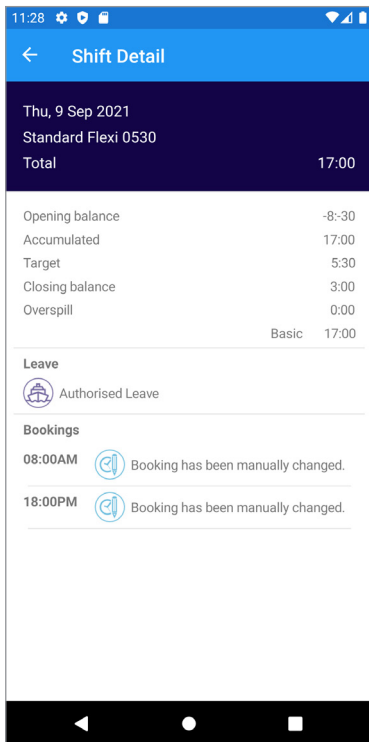 11:28
Shift Detail
Thu, 9 Sep 2021
Standard Flexi 0530
Total 17:00
Opening balance -8:-30
Accumulated 17:00
Target 5:30
Closing balance 3:00
Overspill 0:00
Basic 17:00
Leave
Authorised Leave
Bookings
08:00AM Booking has been manually changed.
18:00PM Booking has been manually changed.